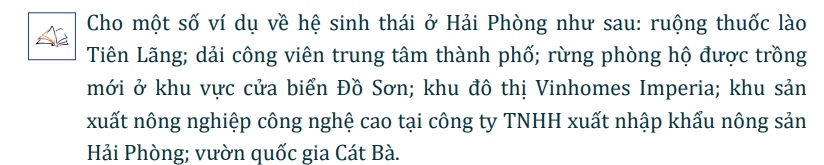 Cho một số ví dụ về hệ sinh thái ở Hải Phòng như sau: ruộng thuốc lào
Tiên Lãng; dải công viên trung tâm thành phố; rừng phòng hộ được trồng
mới ở khu vực cửa biển Đồ Sơn; khu đô thị Vinhomes Imperia; khu sản
xuất nông nghiệp công nghệ cao tại công ty TNHH xuất nhập khẩu nông sản
Hải Phòng; vườn quốc gia Cát Bà.